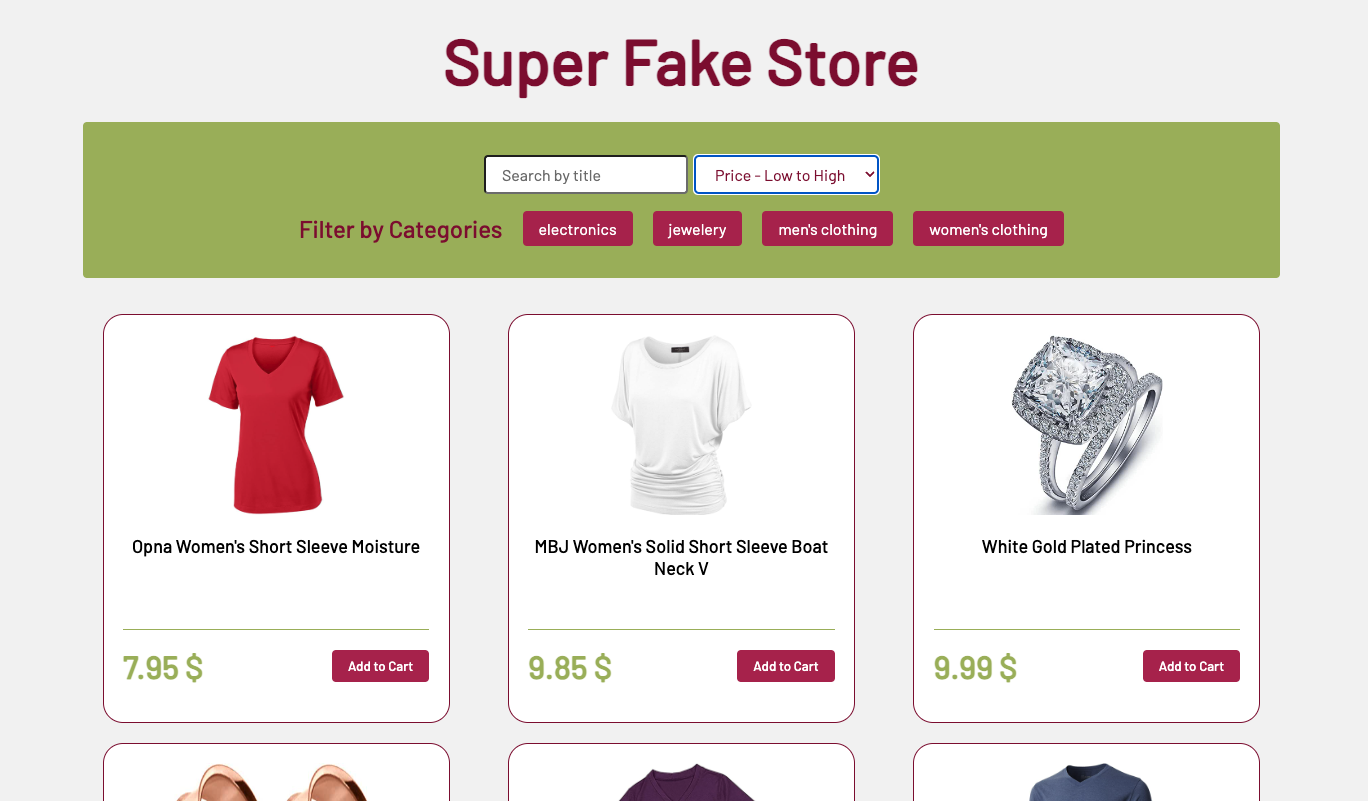 Super Fake Store
Search by title
Price - Low to High
Filter by Categories
electronics
jewelery
men's clothing
women's clothing
Opna Women's Short Sleeve Moisture
7.95 $
Add to Cart
MBJ Women's Solid Short Sleeve Boat
Neck V
9.85 $
Add to Cart
White Gold Plated Princess
9.99 $
Add to Cart